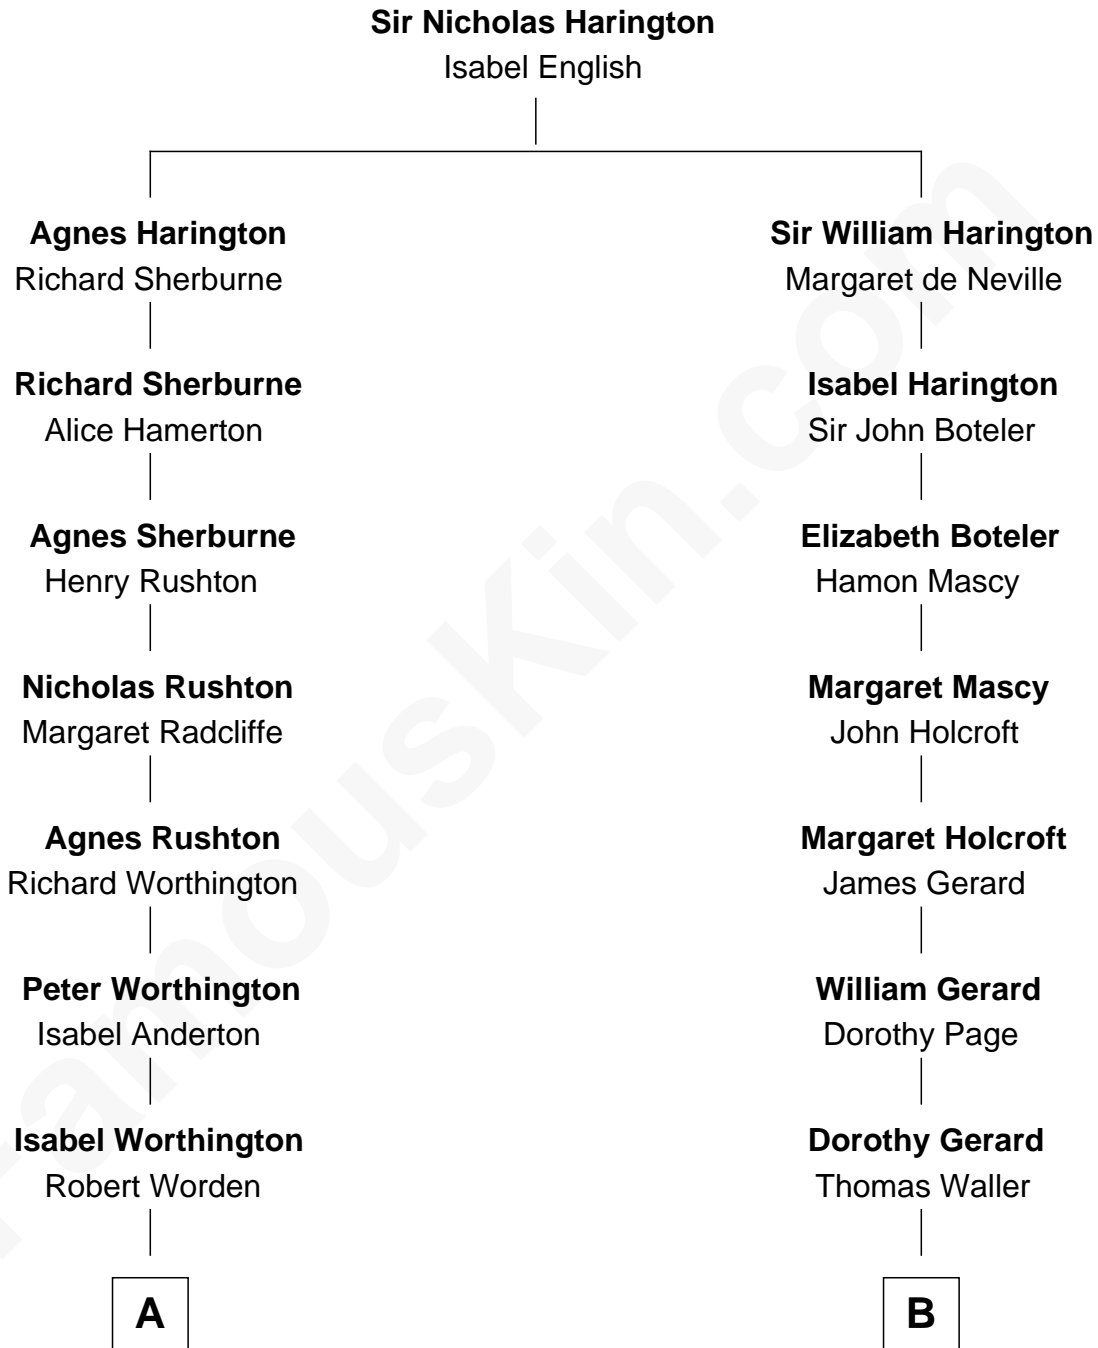 Sir Nicholas Harington
Isabel English
Agnes Harington
Richard Sherburne
Richard Sherburne
Alice Hamerton
Agnes Sherburne
Henry Rushton
Nicholas Rushton
Margaret Radcliffe
Agnes Rushton
Richard Worthington
Peter Worthington
Isabel Anderton
Isabel Worthington
Robert Worden
A
Sir William Harington
Margaret de Neville
Isabel Harington
Sir John Boteler
Elizabeth Boteler
Hamon Mascy
Margaret Mascy
John Holcroft
Margaret Holcroft
James Gerard
William Gerard
Dorothy Page
Dorothy Gerard
Thomas Waller
B
FamousKin.com